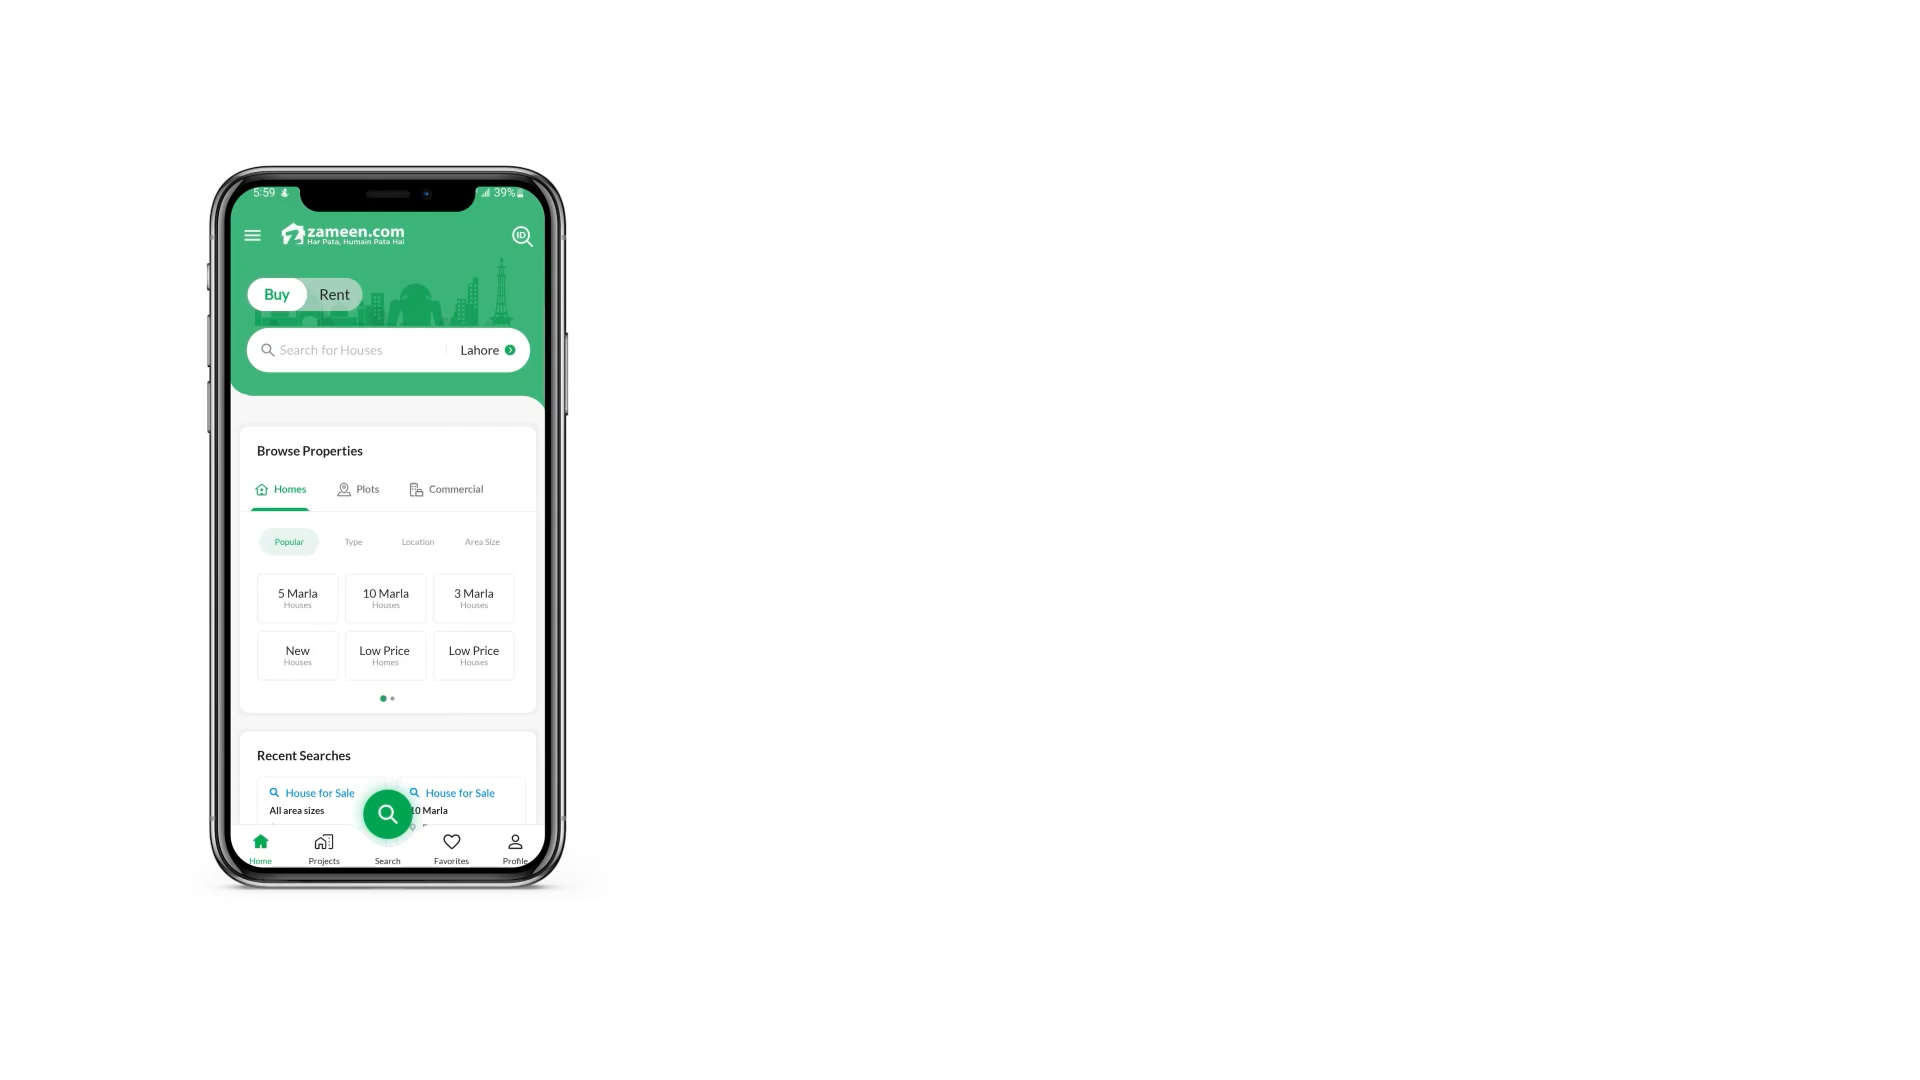 5:59
39%
zameen.com
Har Pata, Humain Pata Hai
ID
Buy Rent
Search for Houses
Lahore
Browse Properties
Homes Plots Commercial
Popular Type Location Area Size
5 Marla 10 Marla 3 Marla
Houses Houses Houses
New Low Price Low Price
Houses Homes Houses
Recent Searches
House for Sale House for Sale
All area sizes 10 Marla
Home Projects Search Favorites Profile